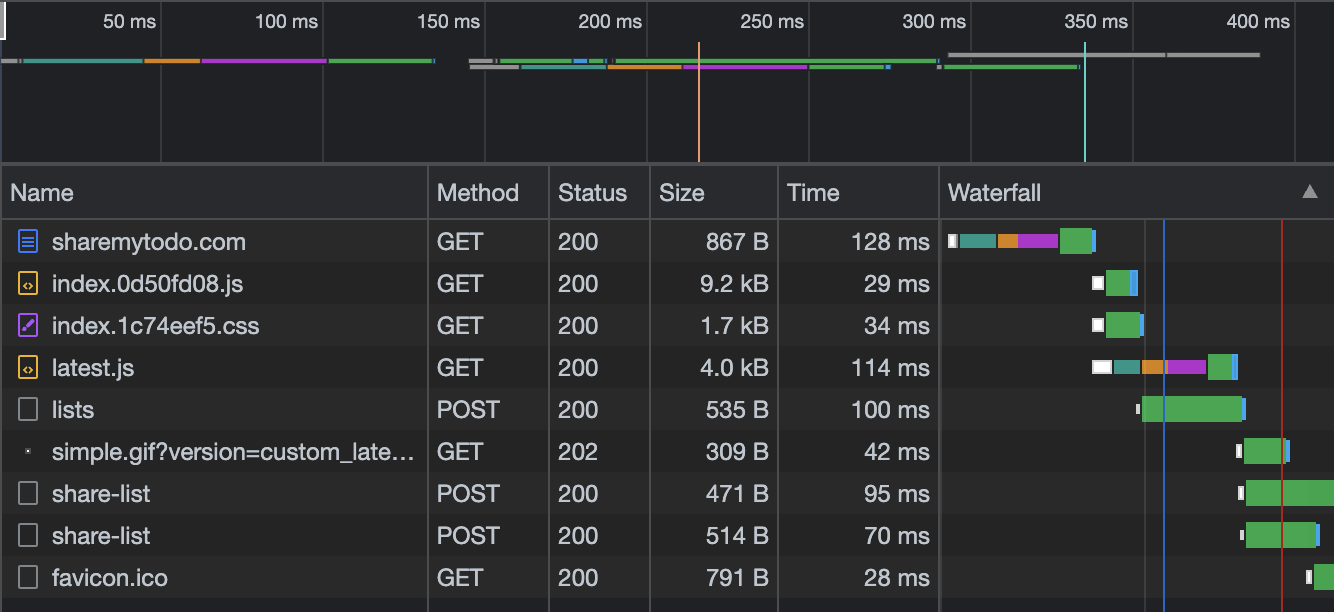 50 ms 100 ms 150 ms 200 ms 250 ms 300 ms 350 ms 400 ms
Name Method Status Size Time Waterfall ▲
sharemytodo.com GET 200 867 B 128 ms
index.0d50fd08.js GET 200 9.2 kB 29 ms
index.1c74eef5.css GET 200 1.7 kB 34 ms
latest.js GET 200 4.0 kB 114 ms
lists POST 200 535 B 100 ms
simple.gif?version=custom_late… GET 202 309 B 42 ms
share-list POST 200 471 B 95 ms
share-list POST 200 514 B 70 ms
favicon.ico GET 200 791 B 28 ms